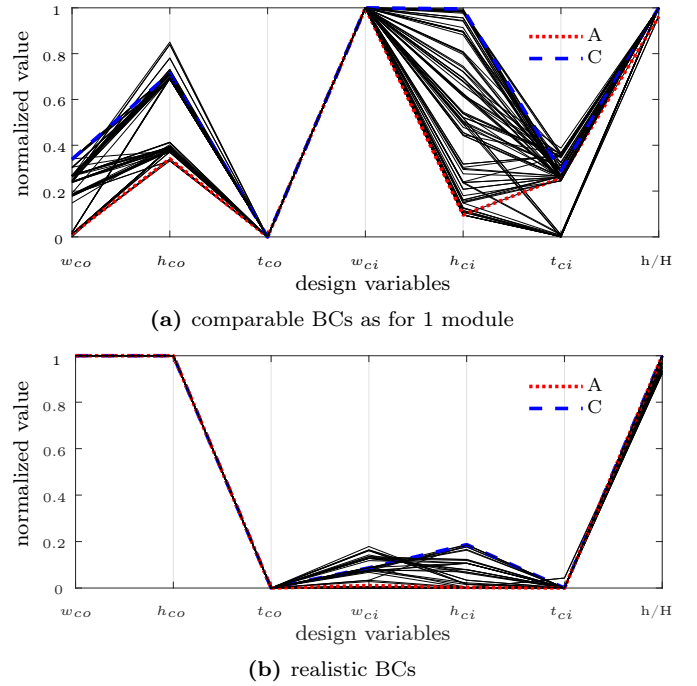 1
0.8
0.6
0.4
0.2
0
normalized value
A
C
w_co h_co t_co w_ci h_ci t_ci h/H
design variables
(a) comparable BCs as for 1 module
1
0.8
0.6
0.4
0.2
0
normalized value
A
C
w_co h_co t_co w_ci h_ci t_ci h/H
design variables
(b) realistic BCs